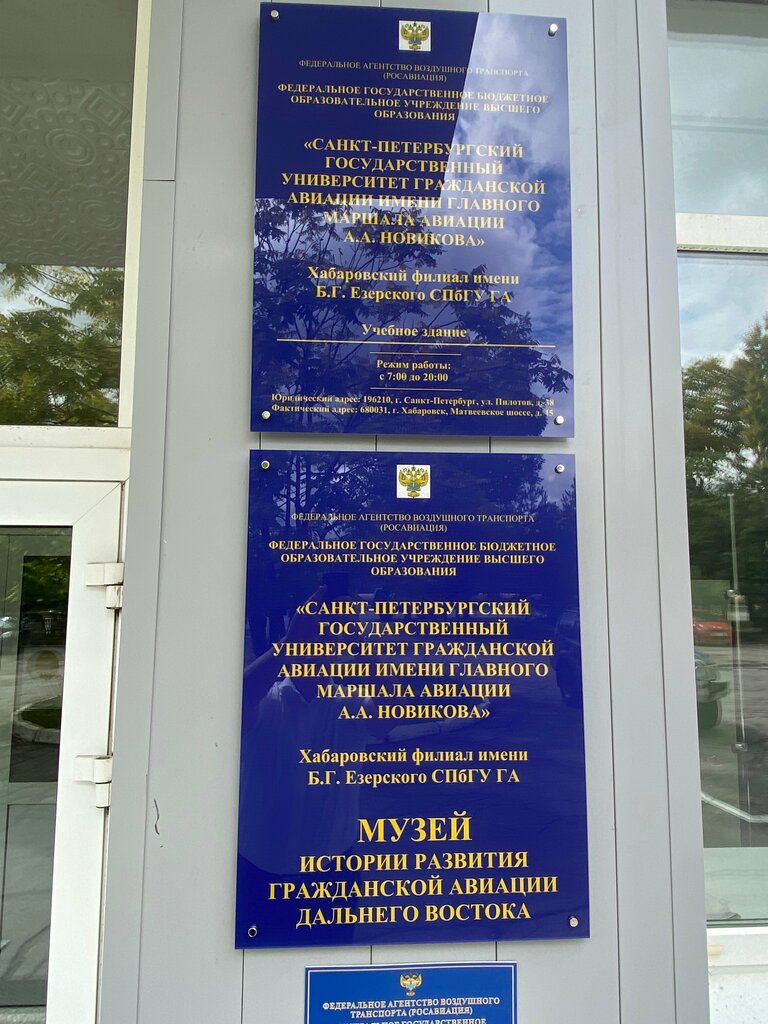 ФЕДЕРАЛЬНОЕ АГЕНТСТВО ВОЗДУШНОГО ТРАНСПОРТА
(РОСАВИАЦИЯ)
ФЕДЕРАЛЬНОЕ ГОСУДАРСТВЕННОЕ БЮДЖЕТНОЕ
ОБРАЗОВАТЕЛЬНОЕ УЧРЕЖДЕНИЕ ВЫСШЕГО
ОБРАЗОВАНИЯ
«САНКТ-ПЕТЕРБУРГСКИЙ
ГОСУДАРСТВЕННЫЙ
УНИВЕРСИТЕТ ГРАЖДАНСКОЙ
АВИАЦИИ ИМЕНИ ГЛАВНОГО
МАРШАЛА АВИАЦИИ
А.А. НОВИКОВА»
Хабаровский филиал имени
Б.Г. Езерского СПбГУ ГА
Учебное здание
Режим работы:
с 7:00 до 20:00
Юридический адрес: 196210, г. Санкт-Петербург, ул. Пилотов, д. 38
Фактический адрес: 680031, г. Хабаровск, Матвеевское шоссе, д. 15
ФЕДЕРАЛЬНОЕ АГЕНТСТВО ВОЗДУШНОГО ТРАНСПОРТА
(РОСАВИАЦИЯ)
ФЕДЕРАЛЬНОЕ ГОСУДАРСТВЕННОЕ БЮДЖЕТНОЕ
ОБРАЗОВАТЕЛЬНОЕ УЧРЕЖДЕНИЕ ВЫСШЕГО
ОБРАЗОВАНИЯ
«САНКТ-ПЕТЕРБУРГСКИЙ
ГОСУДАРСТВЕННЫЙ
УНИВЕРСИТЕТ ГРАЖДАНСКОЙ
АВИАЦИИ ИМЕНИ ГЛАВНОГО
МАРШАЛА АВИАЦИИ
А.А. НОВИКОВА»
Хабаровский филиал имени
Б.Г. Езерского СПбГУ ГА
МУЗЕЙ
ИСТОРИИ РАЗВИТИЯ
ГРАЖДАНСКОЙ АВИАЦИИ
ДАЛЬНЕГО ВОСТОКА
ФЕДЕРАЛЬНОЕ АГЕНТСТВО ВОЗДУШНОГО
ТРАНСПОРТА (РОСАВИАЦИЯ)